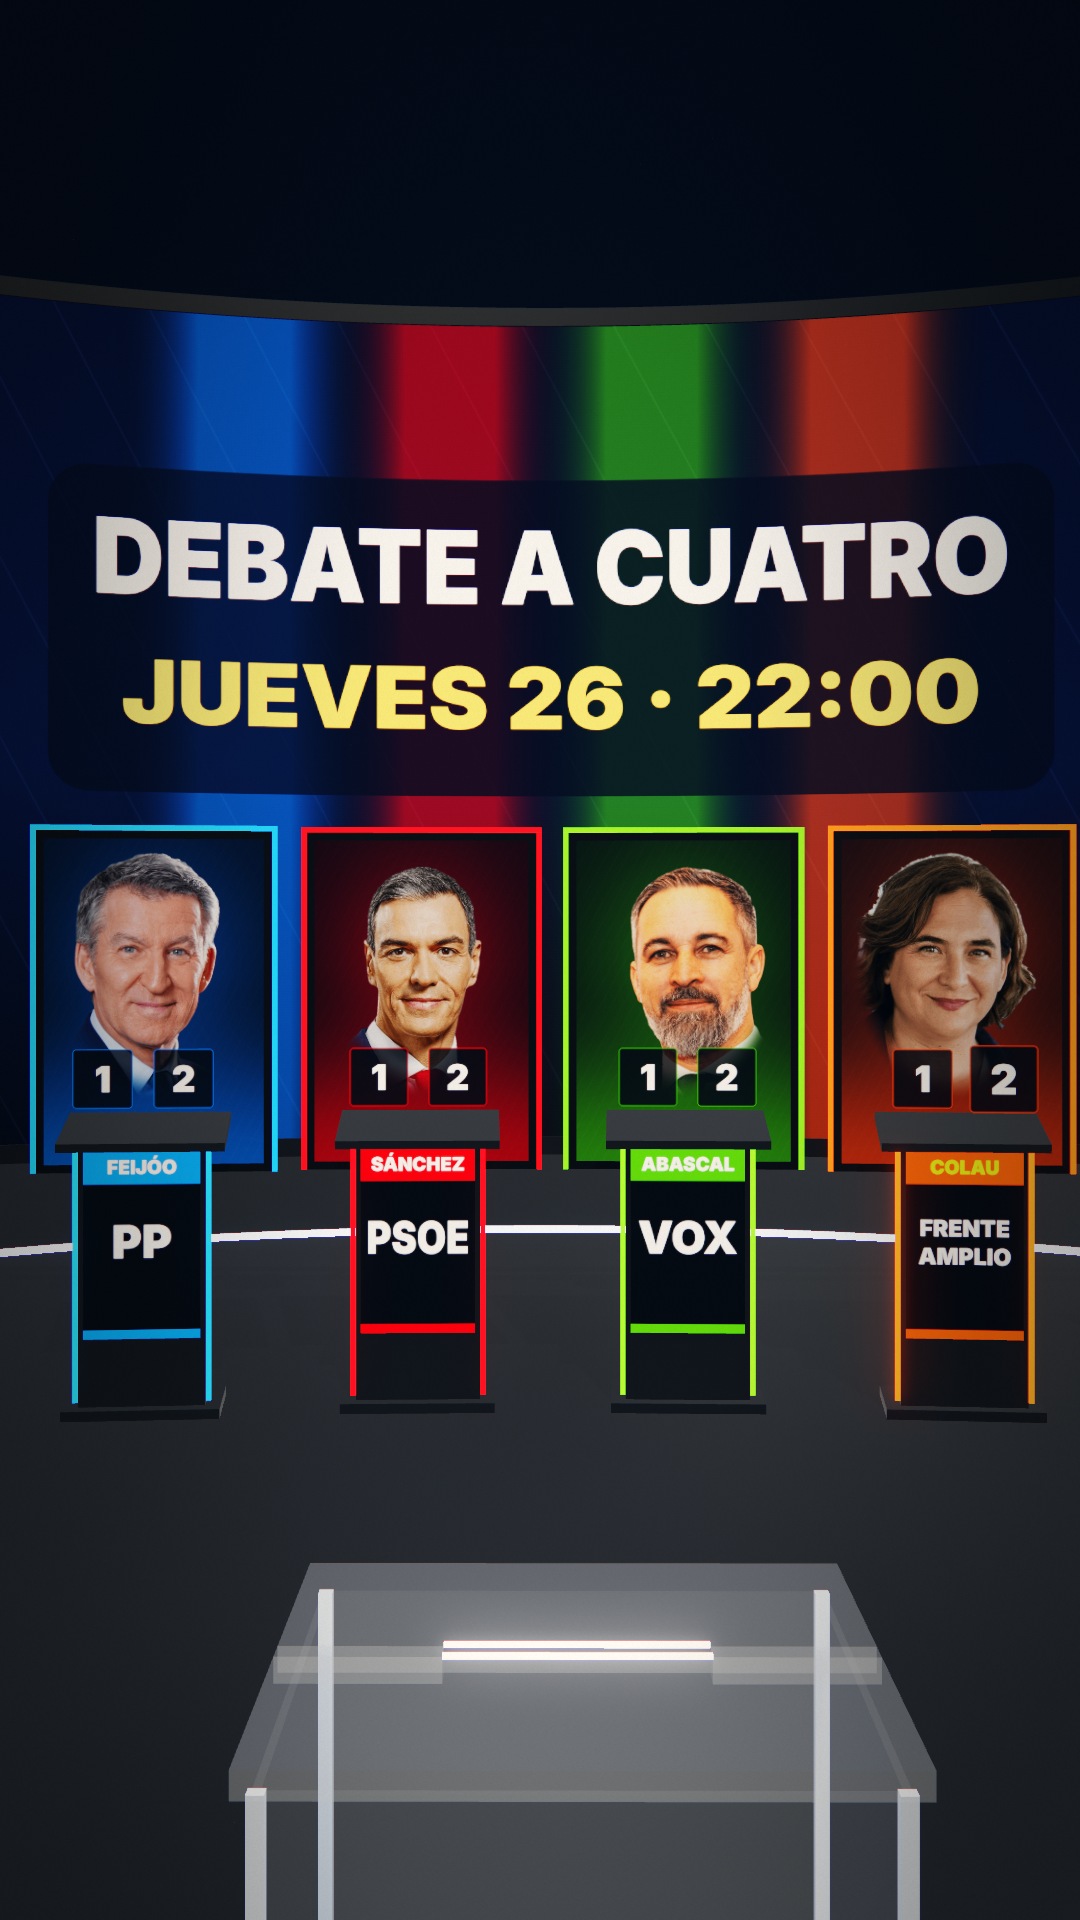 DEBATE A CUATRO
JUEVES 26 · 22:00
1 2 1 2 1 2 1 2
FEIJÓO SÁNCHEZ ABASCAL COLAU
PP PSOE VOX FRENTE
AMPLIO